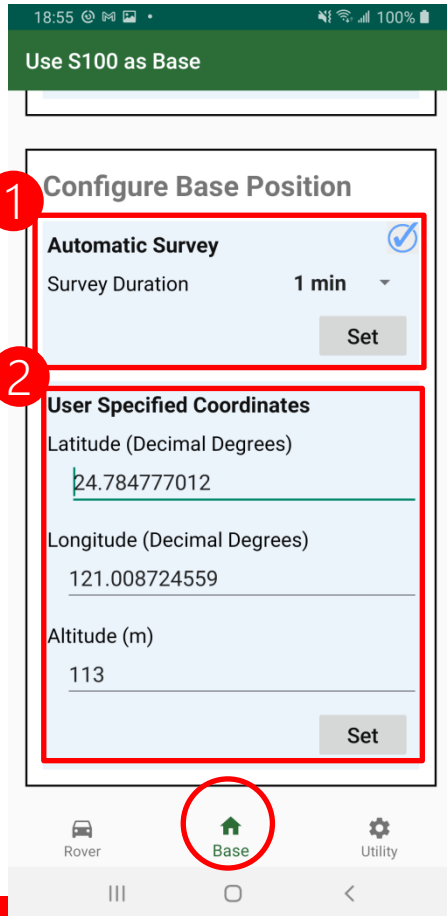 18:55 100%
Use S100 as Base
Configure Base Position
1
Automatic Survey
Survey Duration 1 min
Set
2
User Specified Coordinates
Latitude (Decimal Degrees)
24.784777012
Longitude (Decimal Degrees)
121.008724559
Altitude (m)
113
Set
Rover Base Utility